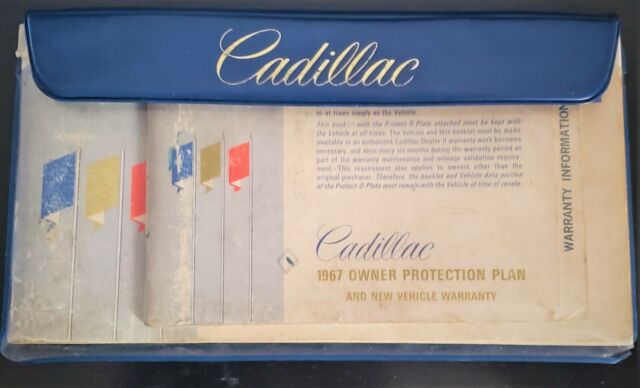 Cadillac
to at times simply as the Vehicle.
This booklet with the Protect-O-Plate attached must be kept with
the Vehicle at all times. The Vehicle and this booklet must be made
available to an authorized Cadillac Dealer if warranty work becomes
necessary, and once every six months during the warranty period as
part of the warranty maintenance and mileage validation require-
ment. This requirement also applies to owners other than the
original purchaser. Therefore, the booklet and Vehicle data portion
of the Protect-O-Plate must remain with the Vehicle at time of resale.
WARRANTY INFORMATION
Cadillac
1967 OWNER PROTECTION PLAN
AND NEW VEHICLE WARRANTY